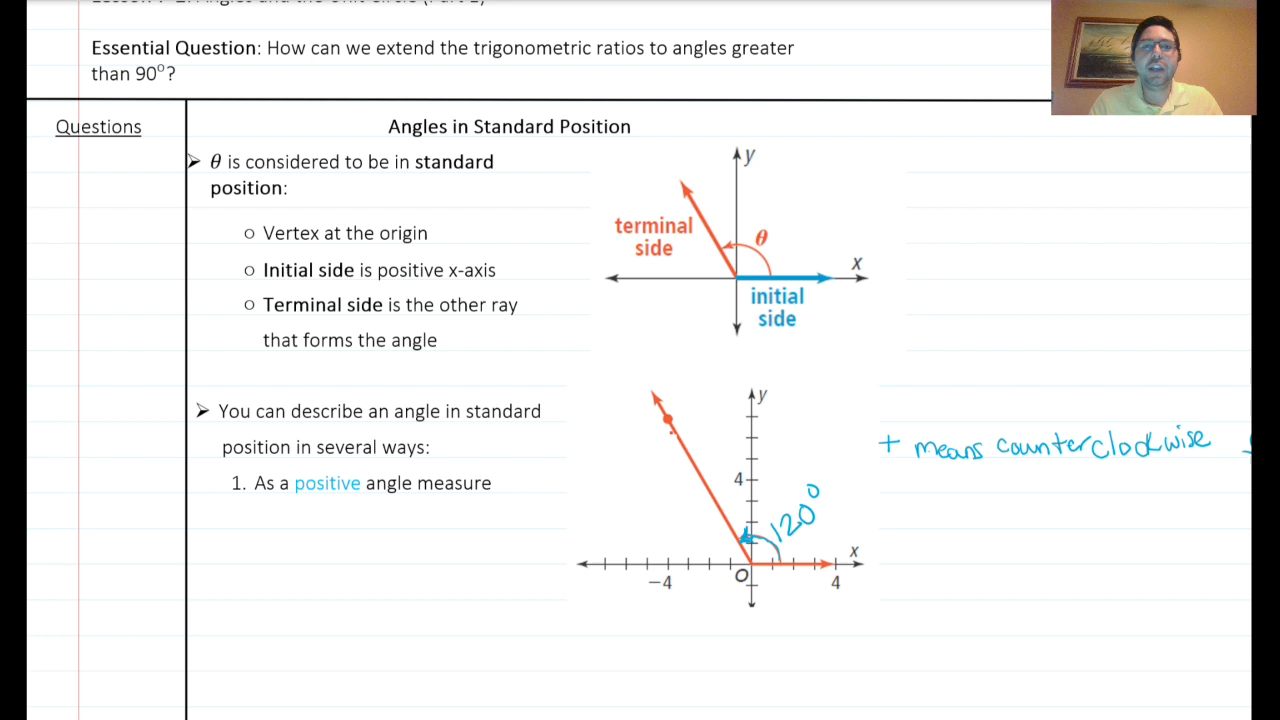 Essential Question: How can we extend the trigonometric ratios to angles greater
than 90°?
Questions
Angles in Standard Position
➢ θ is considered to be in standard
position:
o Vertex at the origin
o Initial side is positive x-axis
o Terminal side is the other ray
that forms the angle
y
terminal
side
θ
x
initial
side
➢ You can describe an angle in standard
position in several ways:
1. As a positive angle measure
y
4
120°
x
O
-4
4
+ means counterclockwise